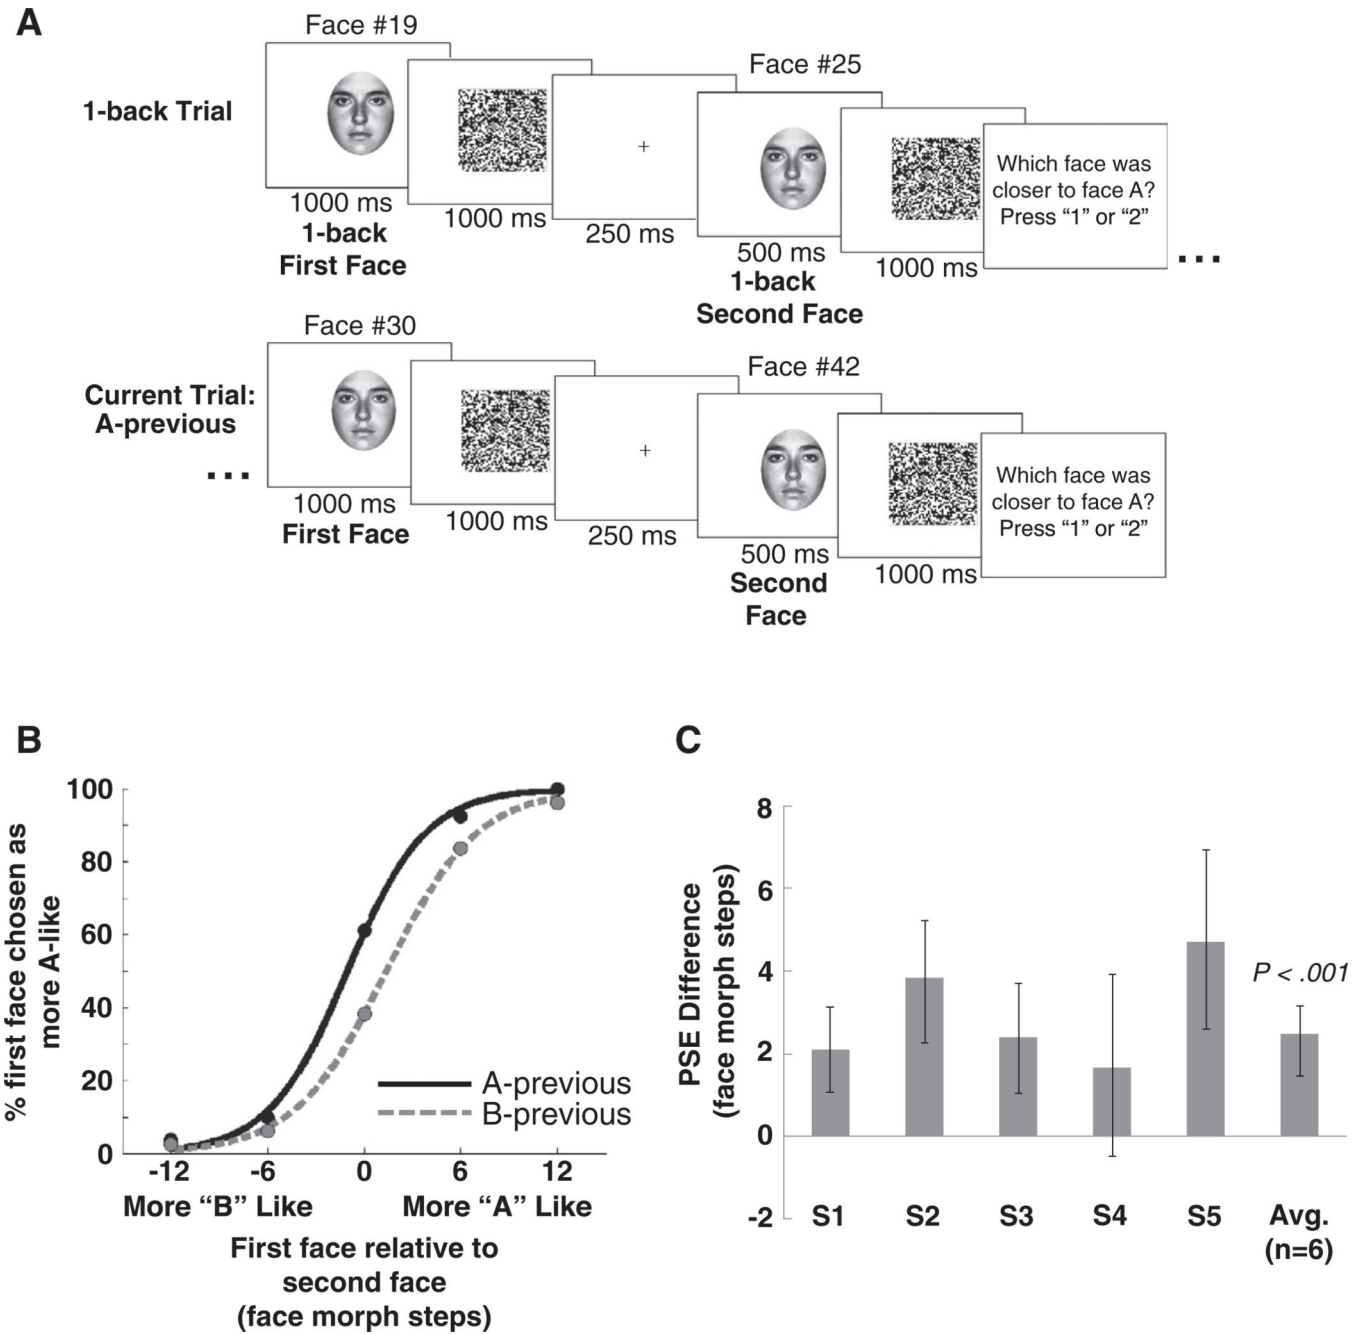 A
Face #19
1-back Trial
1000 ms
1-back
First Face
1000 ms
+
250 ms
Face #25
500 ms
1-back
Second Face
1000 ms
Which face was
closer to face A?
Press “1” or “2”
...
Current Trial:
A-previous
...
Face #30
1000 ms
First Face
1000 ms
+
250 ms
Face #42
500 ms
Second
Face
1000 ms
Which face was
closer to face A?
Press “1” or “2”
B
% first face chosen as
more A-like
100
80
60
40
20
0
A-previous
B-previous
-12 -6 0 6 12
More “B” Like More “A” Like
First face relative to
second face
(face morph steps)
C
PSE Difference
(face morph steps)
8
6
4
2
0
-2
P < .001
S1 S2 S3 S4 S5 Avg.
(n=6)